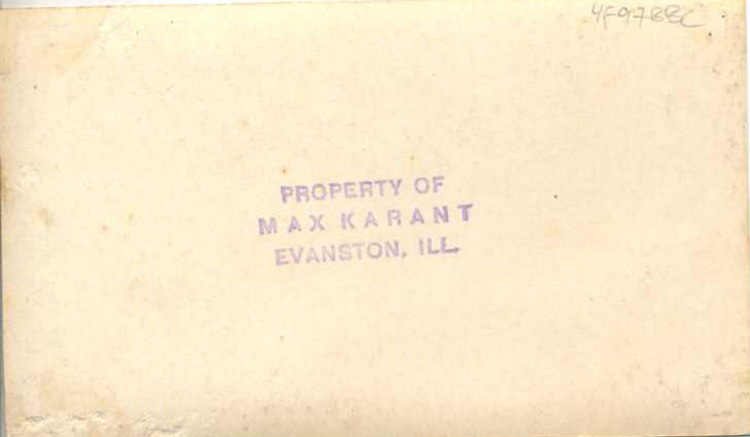 PROPERTY OF
MAX KARANT
EVANSTON, ILL.